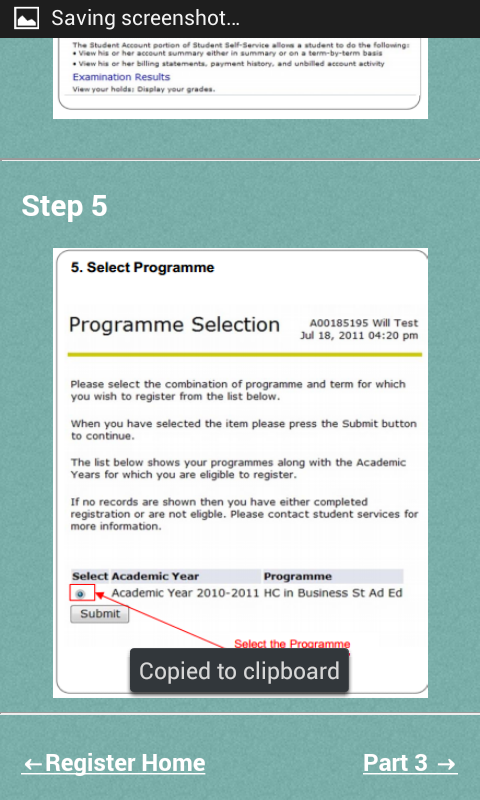 Saving screenshot...
The Student Account portion of Student Self-Service allows a student to do the following:
• View his or her account summary either in summary or on a term-by-term basis
• View his or her billing statements, payment history, and unbilled account activity
Examination Results
View your holds: Display your grades.
Step 5
5. Select Programme
Programme Selection
A00185195 Will Test
Jul 18, 2011 04:20 pm
Please select the combination of programme and term for which
you wish to register from the list below.
When you have selected the item please press the Submit button
to continue.
The list below shows your programmes along with the Academic
Years for which you are eligible to register.
If no records are shown then you have either completed
registration or are not eligble. Please contact student services for
more information.
Select Academic Year Programme
Academic Year 2010-2011 HC in Business St Ad Ed
Submit
Select the Programme
Copied to clipboard
←Register Home
Part 3 →